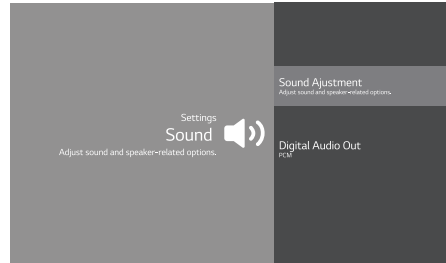 Settings
Sound
Adjust sound and speaker-related options.
Sound Ajustment
Adjust sound and speaker-related options.
Digital Audio Out
PCM